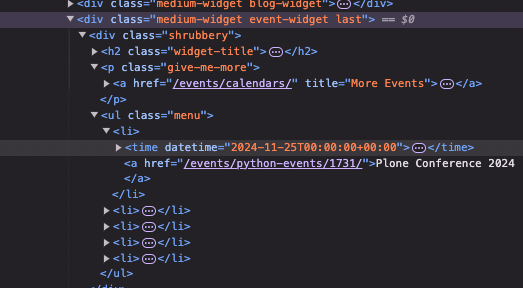 <div class="medium-widget blog-widget">…</div>
<div class="medium-widget event-widget last"> == $0
<div class="shrubbery">
<h2 class="widget-title">…</h2>
<p class="give-me-more">
<a href="/events/calendars/" title="More Events">…</a>
</p>
<ul class="menu">
<li>
<time datetime="2024-11-25T00:00:00+00:00">…</time>
<a href="/events/python-events/1731/">Plone Conference 2024
</a>
</li>
<li>…</li>
<li>…</li>
<li>…</li>
<li>…</li>
</ul>
</div>